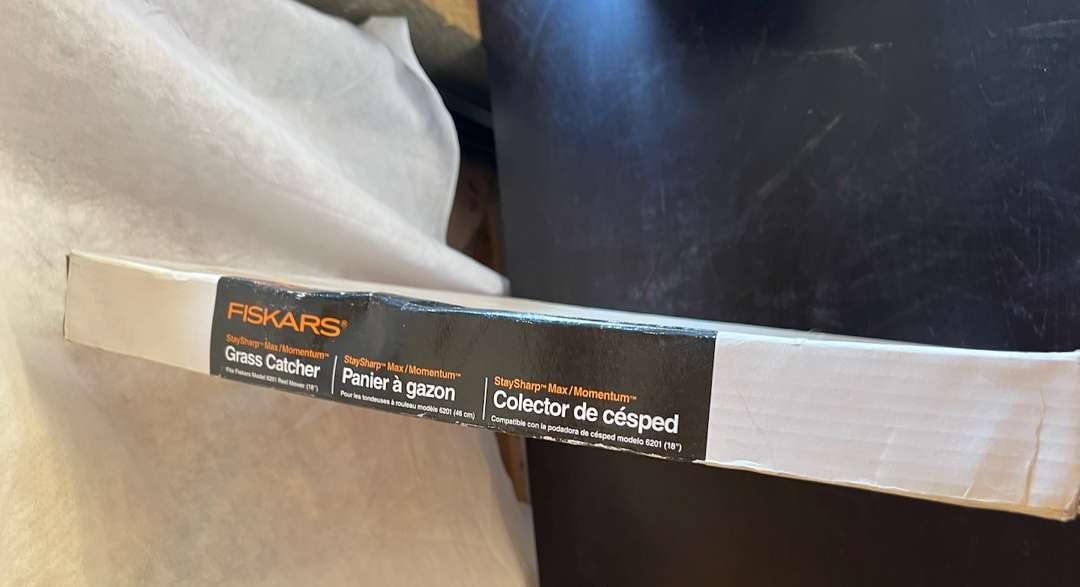 FISKARS®
StaySharp™ Max/Momentum™
Grass Catcher
Fits Fiskars Model 6201 Reel Mower (18")
StaySharp™ Max/Momentum™
Panier à gazon
Pour les tondeuses à rouleau modèle 6201 (46 cm)
StaySharp™ Max/Momentum™
Colector de césped
Compatible con la podadora de césped modelo 6201 (18")